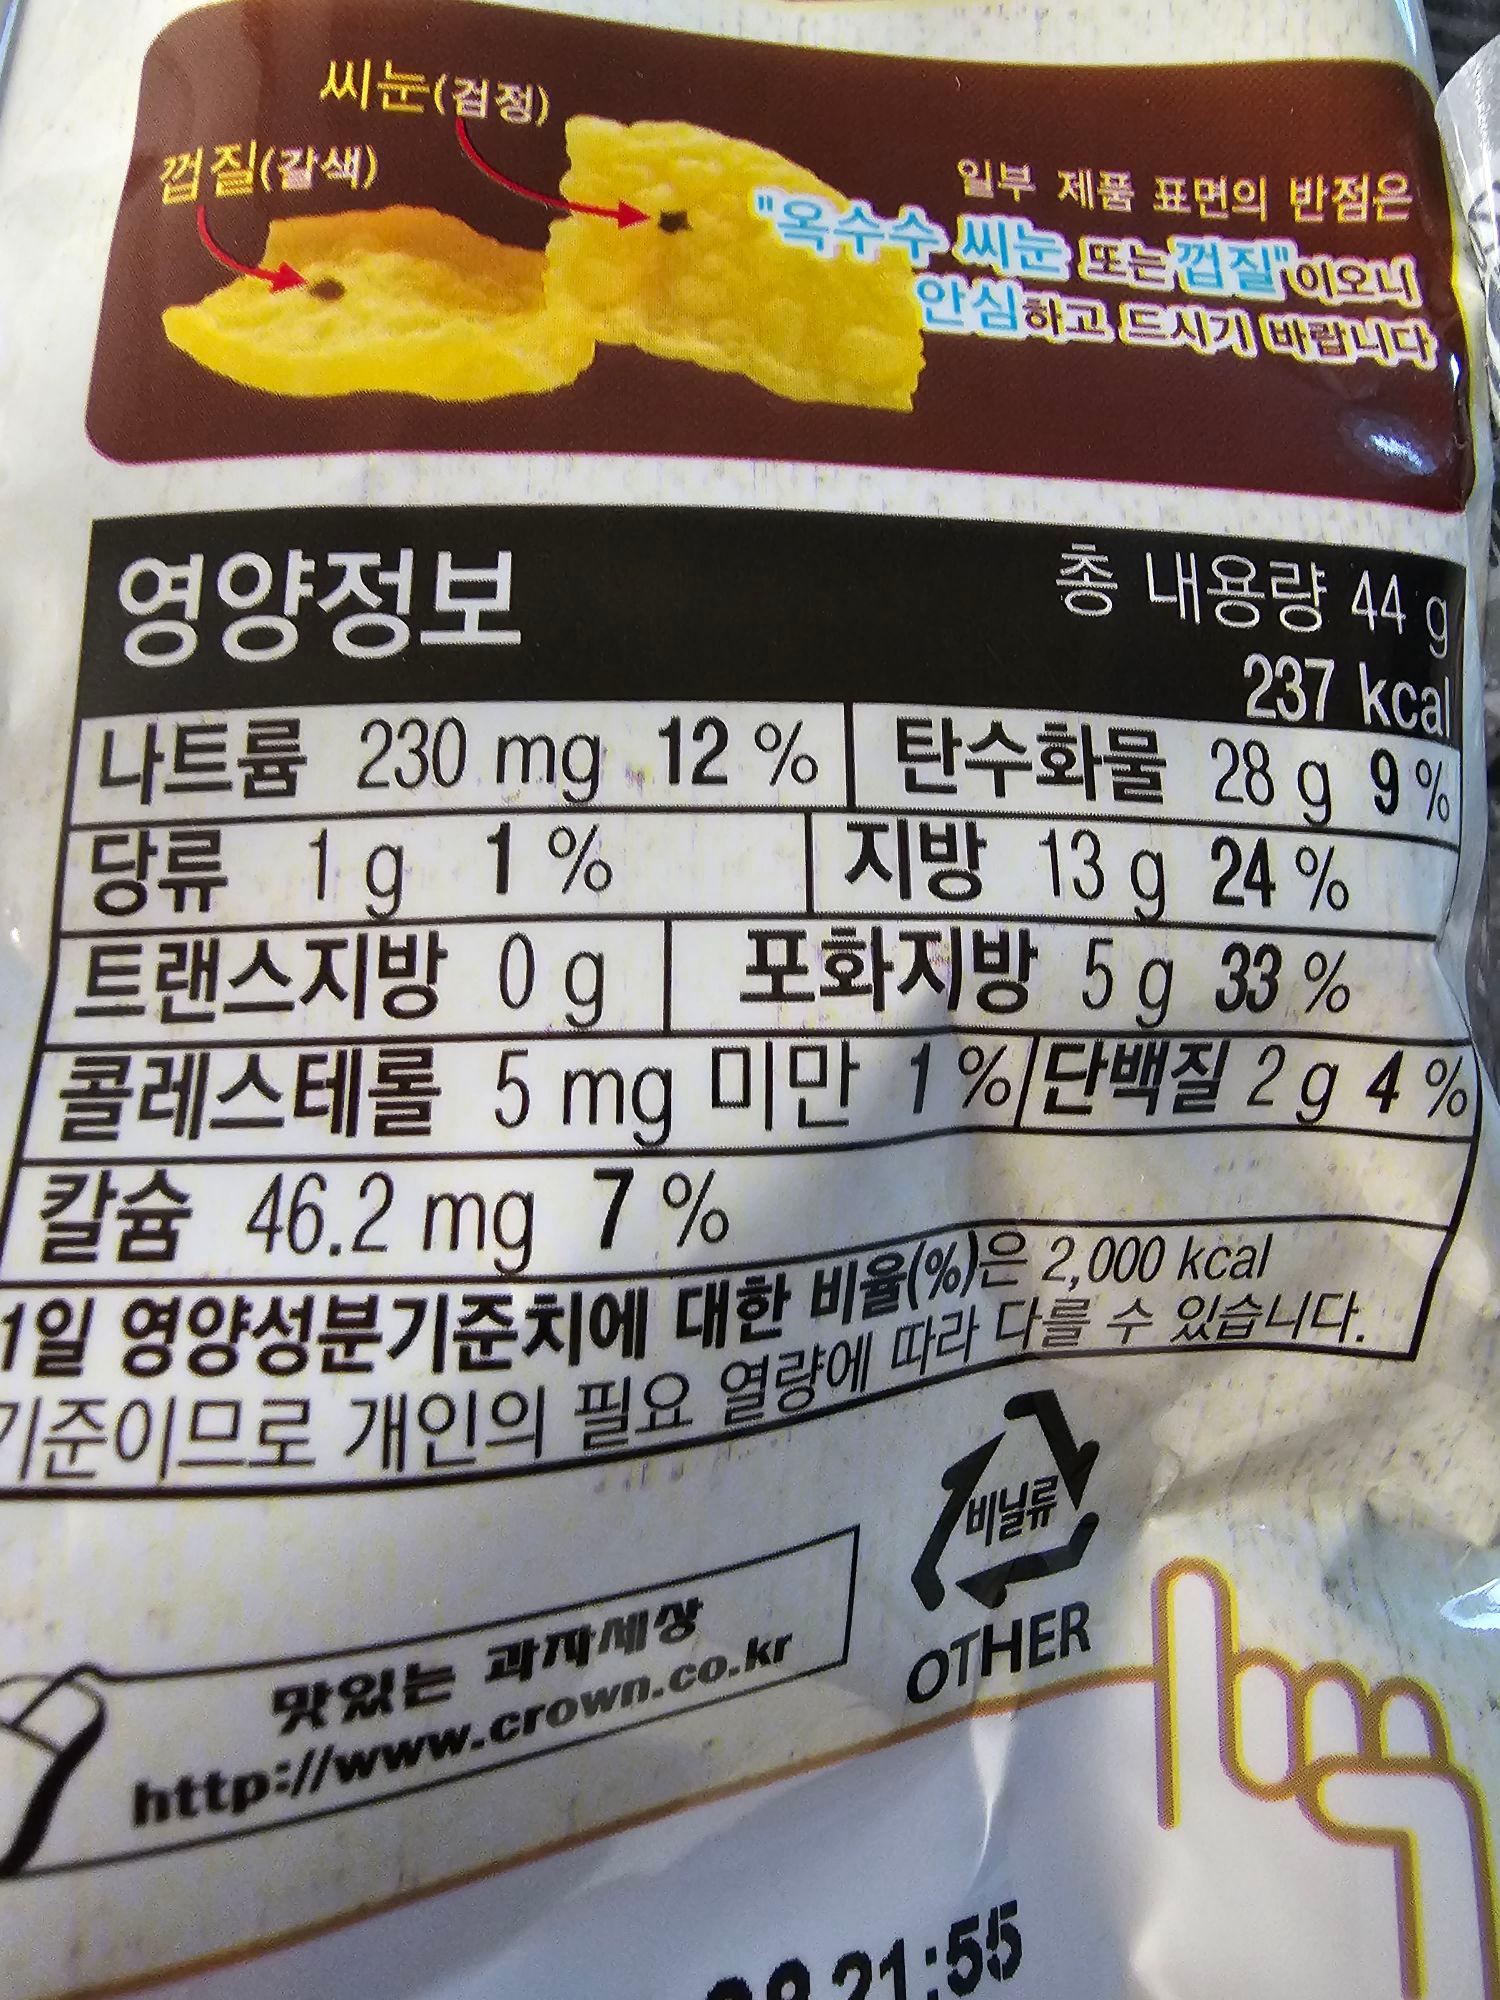 씨눈(검정)
껍질(갈색)
일부 제품 표면의 반점은
"옥수수 씨눈 또는 껍질"이오니
안심하고 드시기 바랍니다
영양정보
총 내용량 44 g
237 kcal
나트륨 230 mg 12 % 탄수화물 28 g 9 %
당류 1 g 1 % 지방 13 g 24 %
트랜스지방 0 g 포화지방 5 g 33 %
콜레스테롤 5 mg 미만 1 % 단백질 2 g 4 %
칼슘 46.2 mg 7 %
1일 영양성분기준치에 대한 비율(%)은 2,000 kcal
기준이므로 개인의 필요 열량에 따라 다를 수 있습니다.
비닐류
OTHER
맛있는 과자세상
http://www.crown.co.kr
21:55